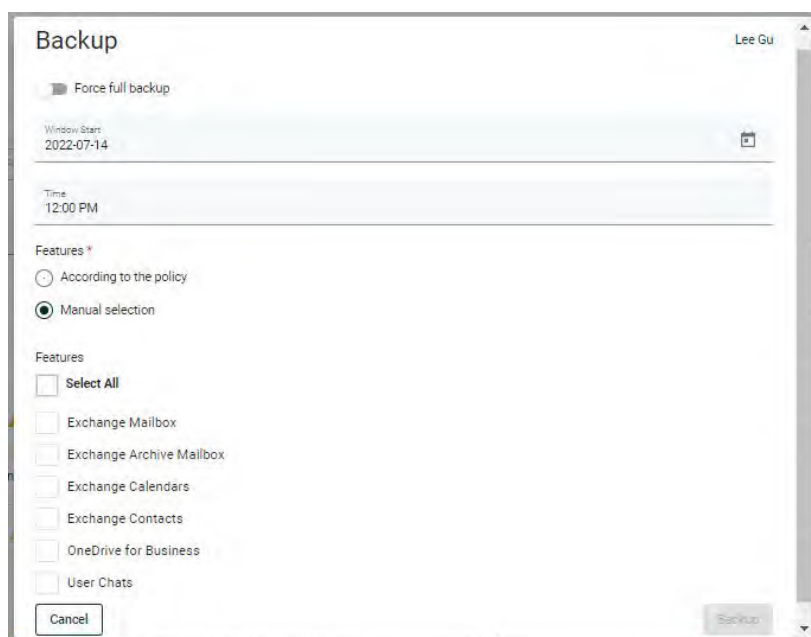 Backup
Lee Gu
Force full backup
Window Start
2022-07-14
Time
12:00 PM
Features *
According to the policy
Manual selection
Features
Select All
Exchange Mailbox
Exchange Archive Mailbox
Exchange Calendars
Exchange Contacts
OneDrive for Business
User Chats
Cancel
Backup